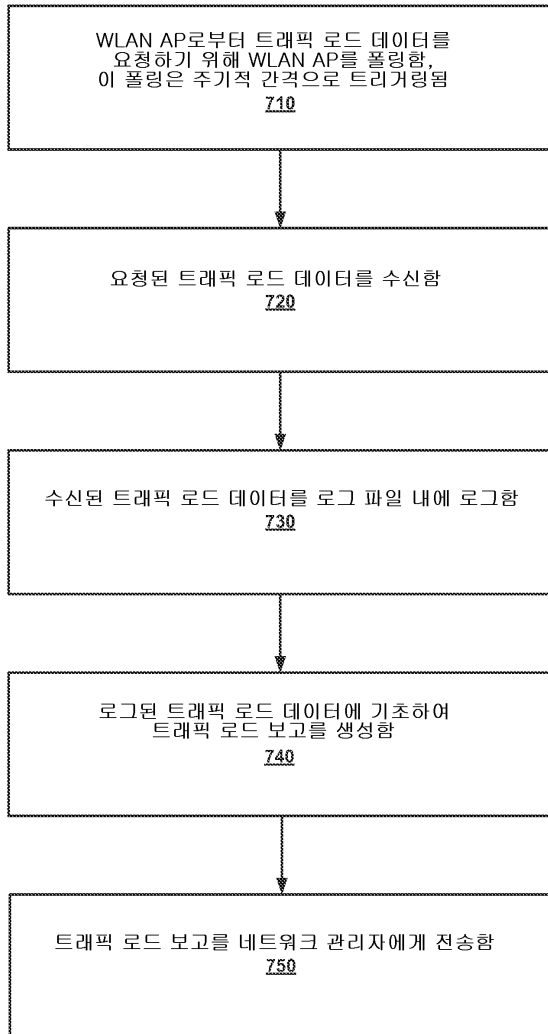 WLAN AP로부터 트래픽 로드 데이터를
요청하기 위해 WLAN AP를 폴링함,
이 폴링은 주기적 간격으로 트리거링됨
710
요청된 트래픽 로드 데이터를 수신함
720
수신된 트래픽 로드 데이터를 로그 파일 내에 로그함
730
로그된 트래픽 로드 데이터에 기초하여
트래픽 로드 보고를 생성함
740
트래픽 로드 보고를 네트워크 관리자에게 전송함
750